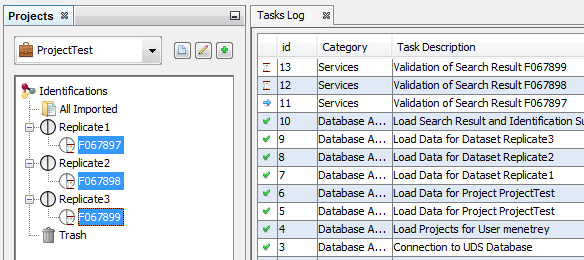 Projects
ProjectTest
Identifications
All Imported
Replicate1
F067897
Replicate2
F067898
Replicate3
F067899
Trash
Tasks Log
id Category Task Description
13 Services Validation of Search Result F067899
12 Services Validation of Search Result F067898
11 Services Validation of Search Result F067897
10 Database A... Load Search Result and Identification Su
9 Database A... Load Data for Dataset Replicate3
8 Database A... Load Data for Dataset Replicate2
7 Database A... Load Data for Dataset Replicate1
6 Database A... Load Data for Project ProjectTest
5 Database A... Load Data for Project ProjectTest
4 Database A... Load Projects for User menetrey
3 Database A... Connection to UDS Database